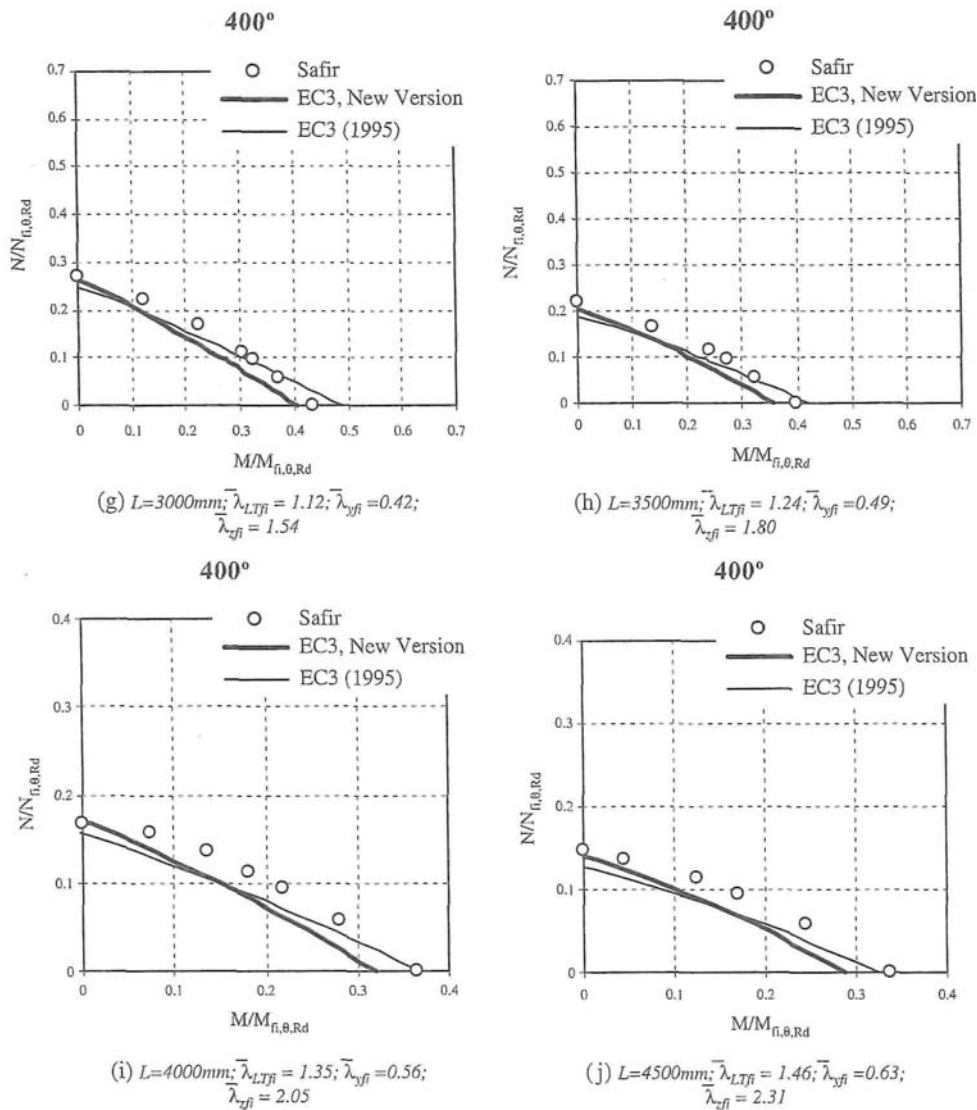 400º
Safir
EC3, New Version
EC3 (1995)
0.7
0.6
0.5
0.4
0.3
0.2
0.1
0
0 0.1 0.2 0.3 0.4 0.5 0.6 0.7
N/N_fi,θ,Rd
M/M_fi,θ,Rd
(g) L=3000mm; λ̅_LTfi = 1.12; λ̅_yfi =0.42;
λ̅_zfi = 1.54
400º
Safir
EC3, New Version
EC3 (1995)
0.7
0.6
0.5
0.4
0.3
0.2
0.1
0
0 0.1 0.2 0.3 0.4 0.5 0.6 0.7
N/N_fi,θ,Rd
M/M_fi,θ,Rd
(h) L=3500mm; λ̅_LTfi = 1.24; λ̅_yfi =0.49;
λ̅_zfi = 1.80
400º
Safir
EC3, New Version
EC3 (1995)
0.4
0.3
0.2
0.1
0
0 0.1 0.2 0.3 0.4
N/N_fi,θ,Rd
M/M_fi,θ,Rd
(i) L=4000mm; λ̅_LTfi = 1.35; λ̅_yfi =0.56;
λ̅_zfi = 2.05
400º
Safir
EC3, New Version
EC3 (1995)
0.4
0.3
0.2
0.1
0
0 0.1 0.2 0.3 0.4
N/N_fi,θ,Rd
M/M_fi,θ,Rd
(j) L=4500mm; λ̅_LTfi = 1.46; λ̅_yfi =0.63;
λ̅_zfi = 2.31